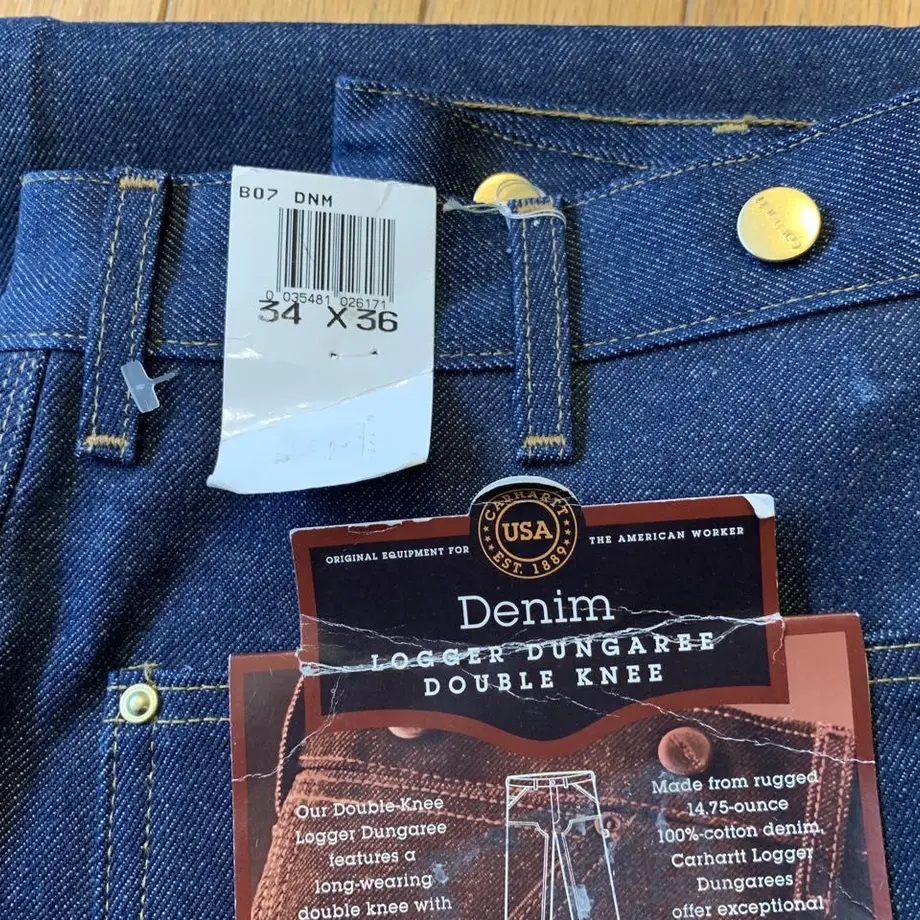 B07 DNM
0 035481 026171
34 X 36
carhartt
CARHARTT
USA
EST. 1889
ORIGINAL EQUIPMENT FOR
THE AMERICAN WORKER
Denim
LOGGER DUNGAREE
DOUBLE KNEE
Our Double-Knee
Logger Dungaree
features a
long-wearing
double knee with
Made from rugged
14.75-ounce
100%-cotton denim,
Carhartt Logger
Dungarees
offer exceptional